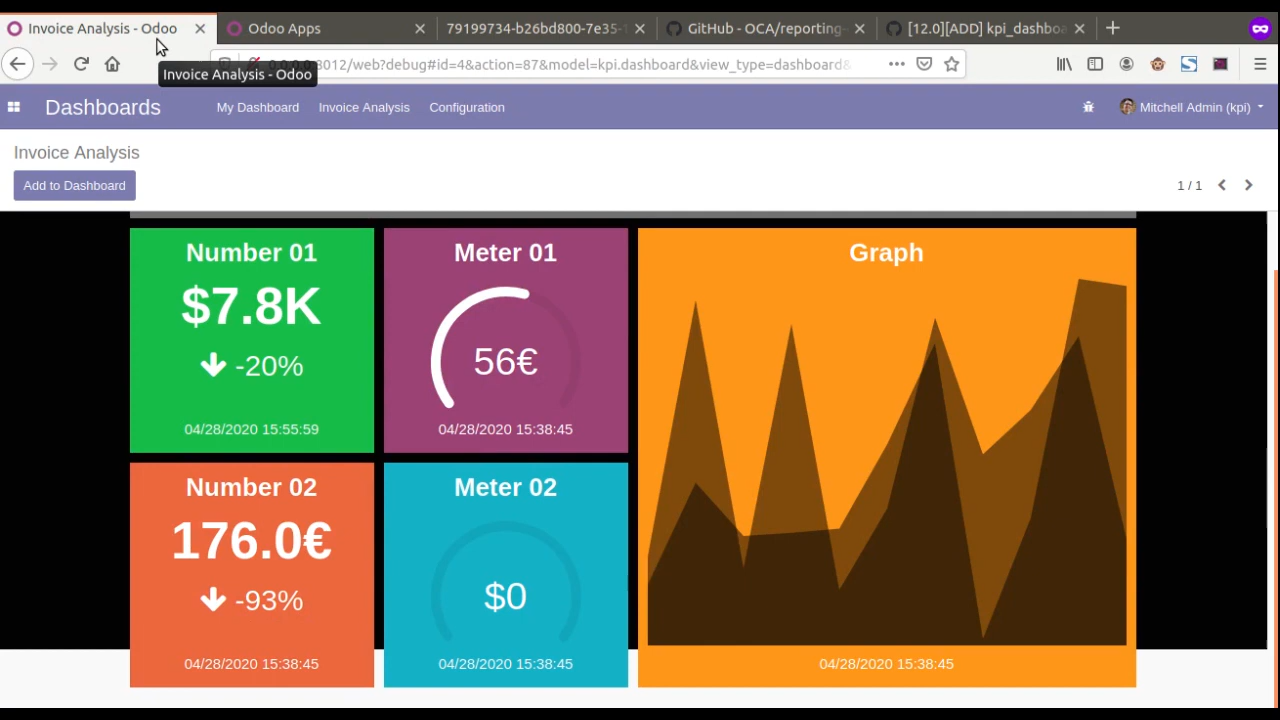 Invoice Analysis - Odoo
Odoo Apps
79199734-b26bd800-7e35-1
GitHub - OCA/reporting-
[12.0][ADD] kpi_dashboa
Invoice Analysis - Odoo
:8012/web?debug#id=4&action=87&model=kpi.dashboard&view_type=dashboard&
Dashboards
My Dashboard
Invoice Analysis
Configuration
Mitchell Admin (kpi)
Invoice Analysis
Add to Dashboard
1 / 1
Number 01
$7.8K
-20%
04/28/2020 15:55:59
Meter 01
56€
04/28/2020 15:38:45
Graph
04/28/2020 15:38:45
Number 02
176.0€
-93%
04/28/2020 15:38:45
Meter 02
$0
04/28/2020 15:38:45